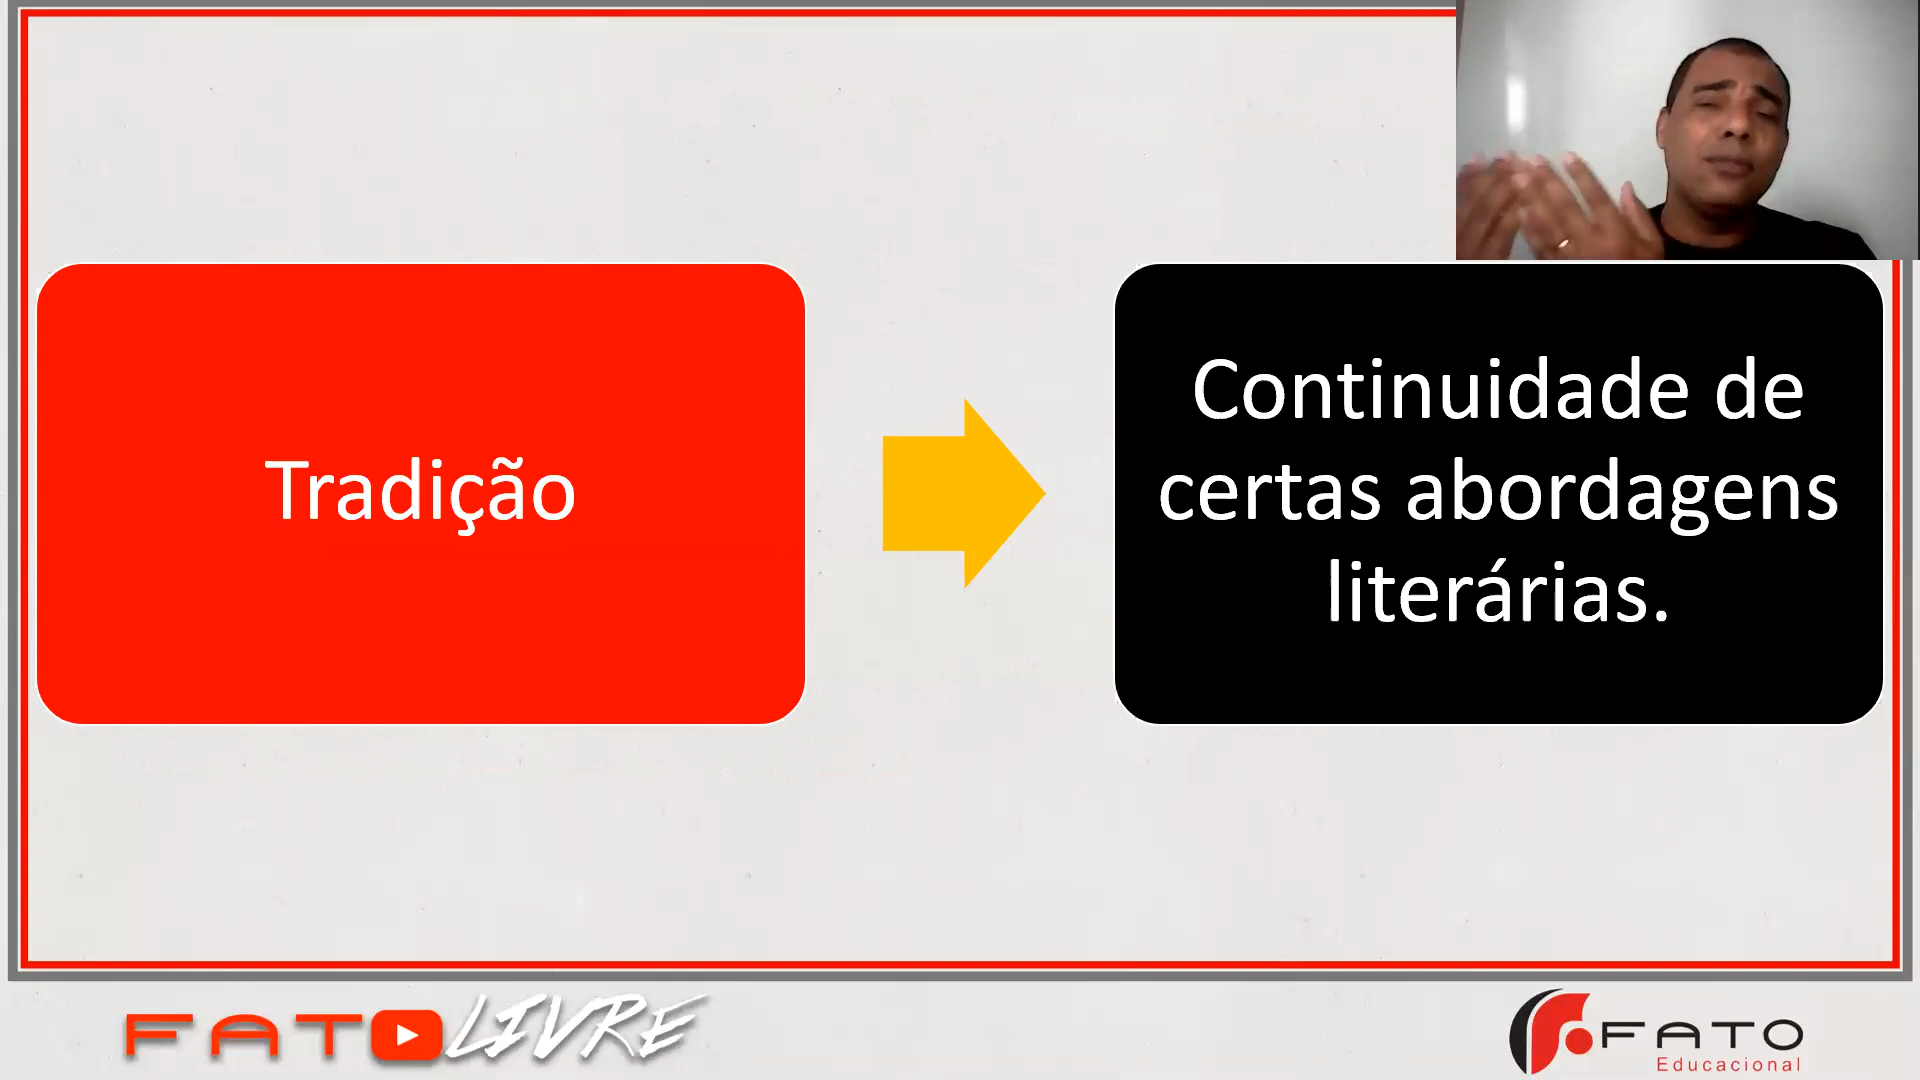 Tradição
Continuidade de
certas abordagens
literárias.
FATO LIVRE
FATO
Educacional